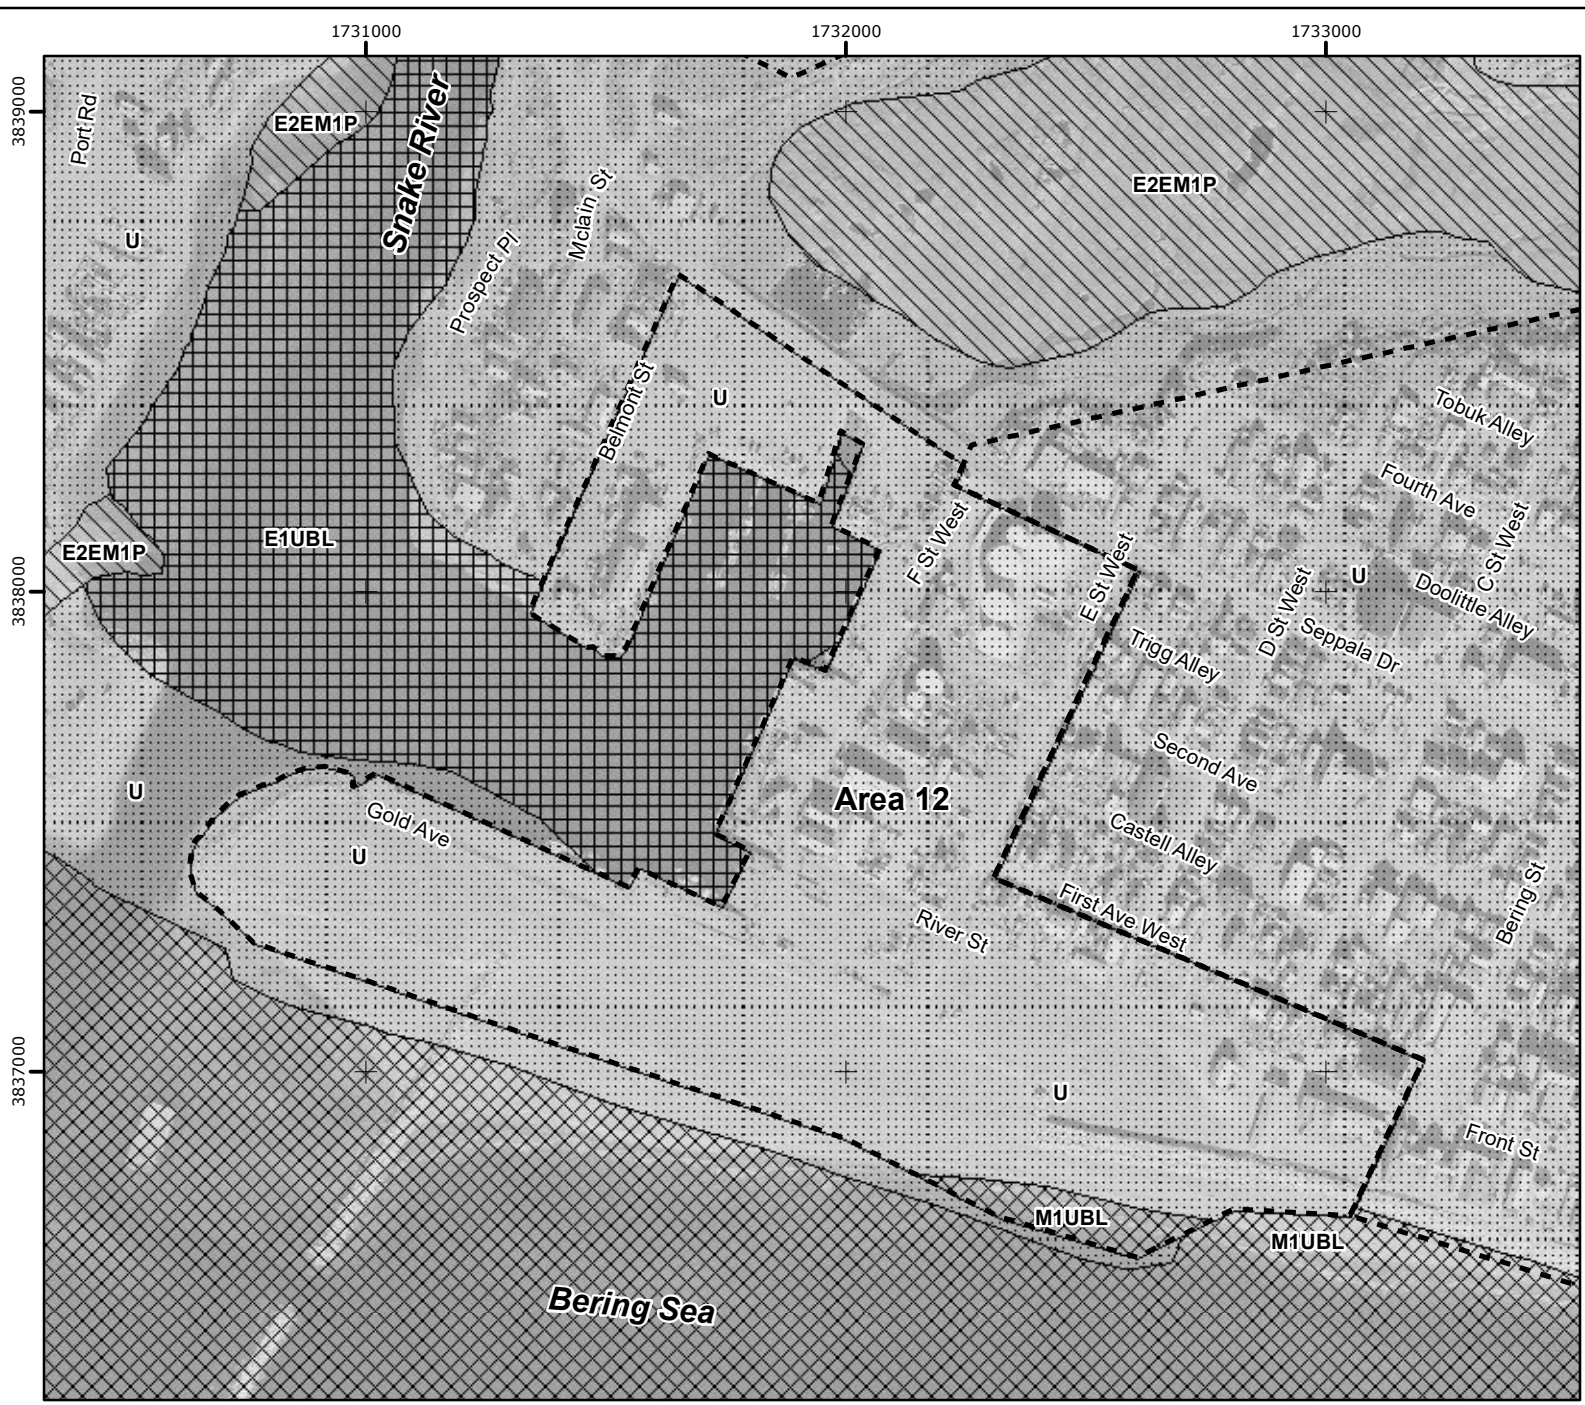 1731000
1732000
1733000
3839000
3838000
3837000
Port Rd
E2EM1P
Snake River
E2EM1P
Mclain St
U
Prospect Pl
Belmont St
U
Tobuk Alley
Fourth Ave
C St West
F St West
E1UBL
E2EM1P
E St West
D St West
U
Doolittle Alley
Seppala Dr
Trigg Alley
Second Ave
U
Area 12
Gold Ave
U
Castell Alley
Bering St
First Ave West
River St
U
Front St
M1UBL
M1UBL
Bering Sea